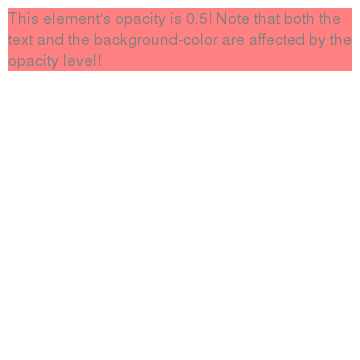 This element's opacity is 0.5! Note that both the
text and the background-color are affected by the
opacity level!